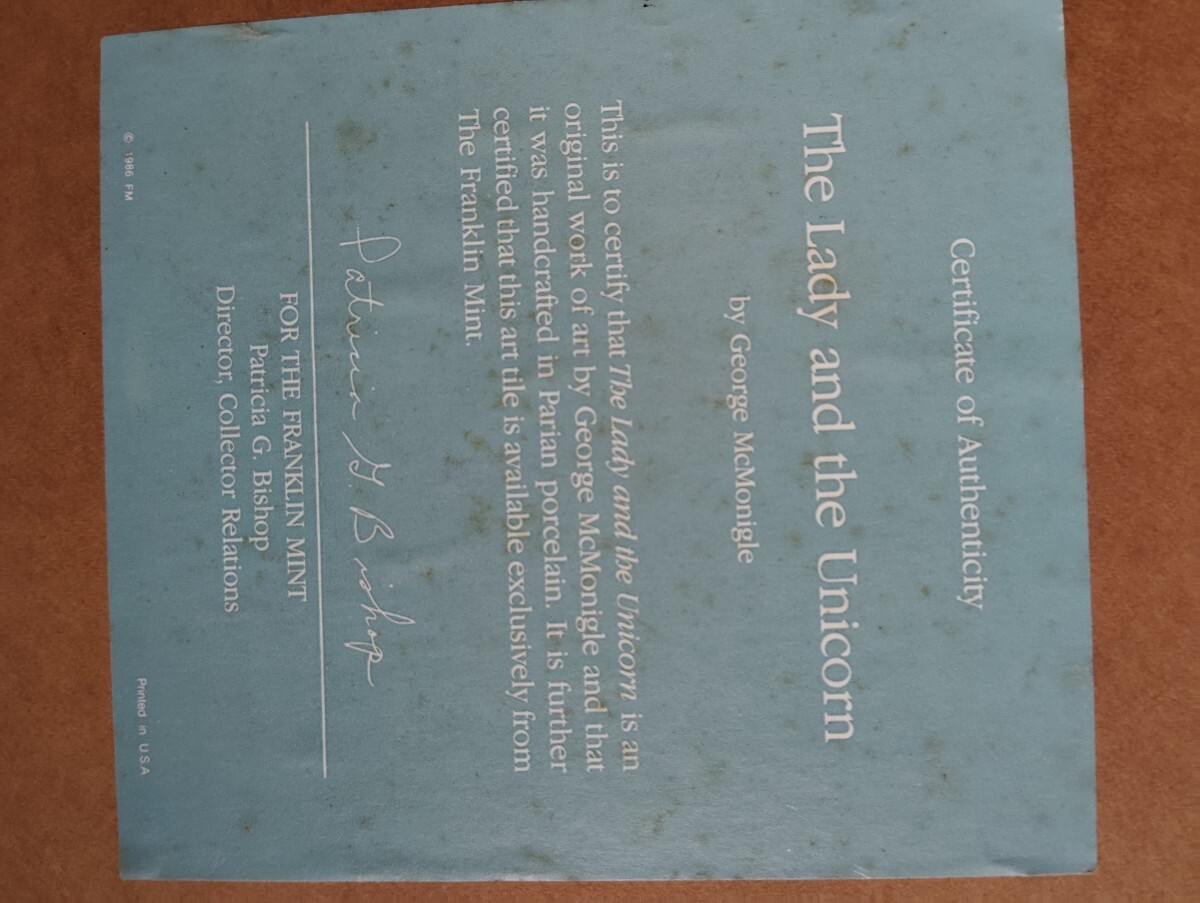 Certificate of Authenticity
The Lady and the Unicorn
by George McMonigle
This is to certify that The Lady and the Unicorn is an
original work of art by George McMonigle and that
it was handcrafted in Parian porcelain. It is further
certified that this art tile is available exclusively from
The Franklin Mint.
Patricia G. Bishop
FOR THE FRANKLIN MINT
Patricia G. Bishop
Director, Collector Relations
© 1986 FM
Printed in U.S.A